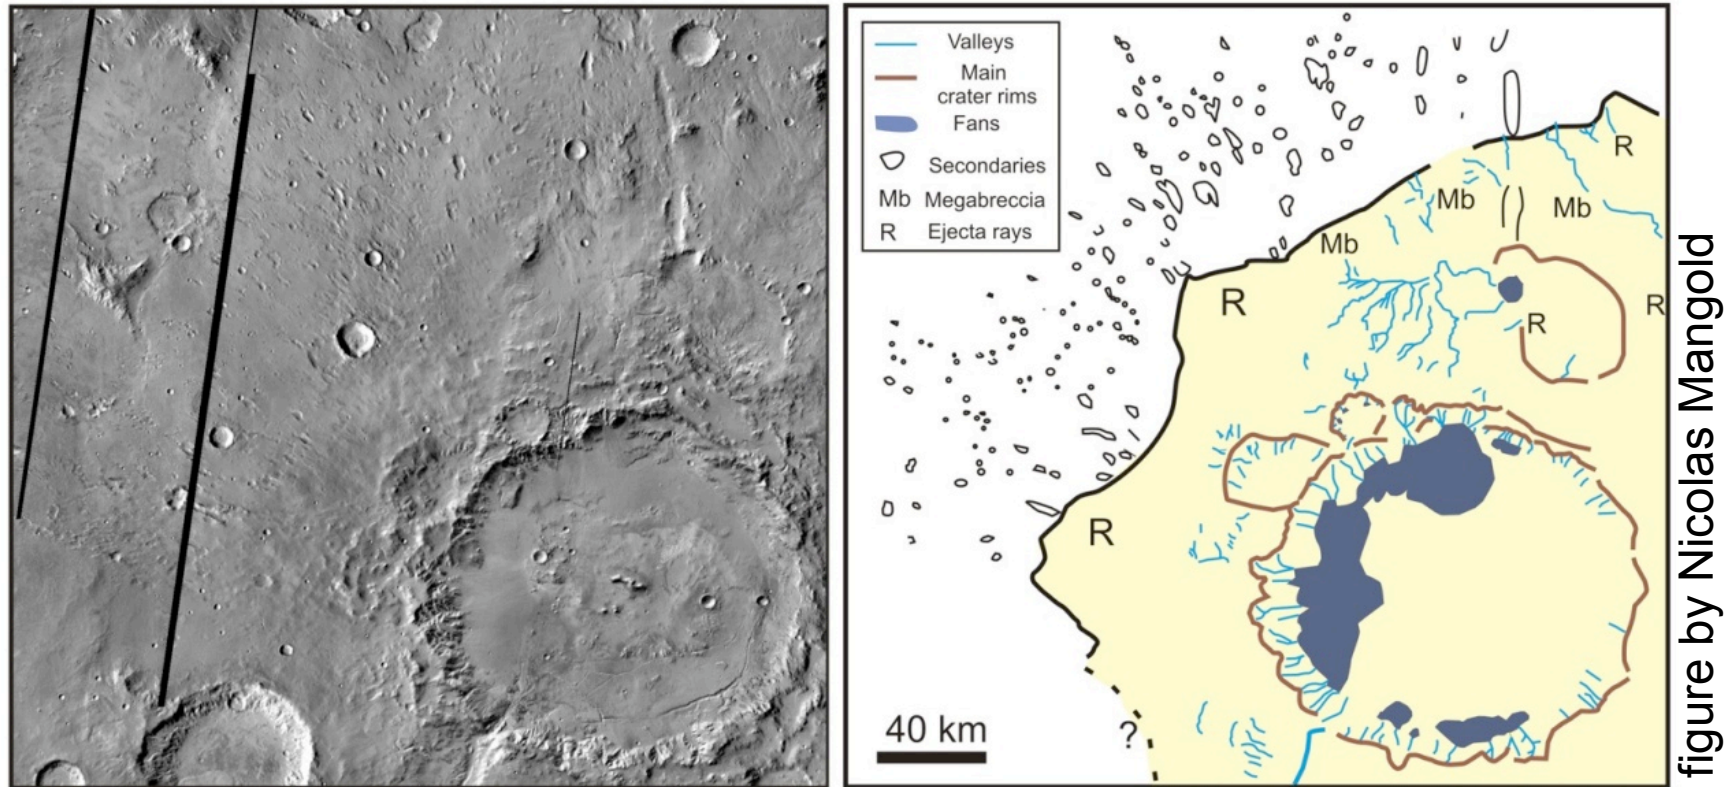 Valleys
Main
crater rims
Fans
Secondaries
Mb Megabreccia
R Ejecta rays
R
Mb
Mb
Mb
R
R
R
R
?
40 km
figure by Nicolas Mangold